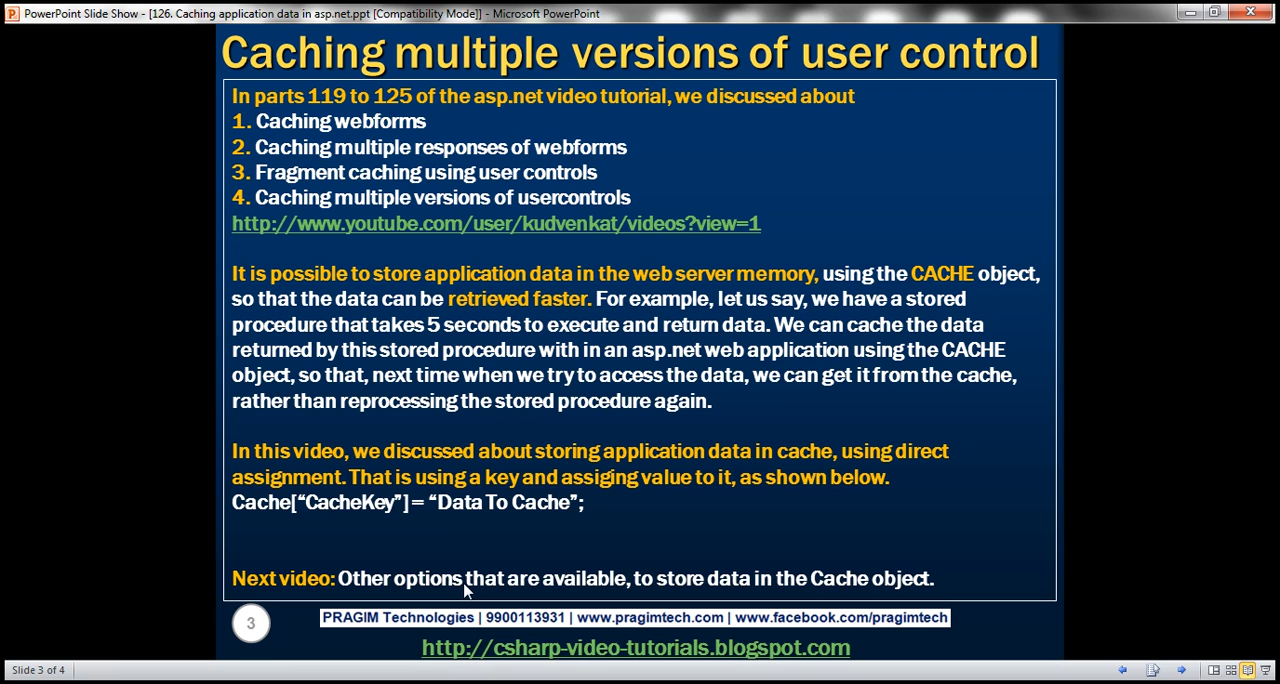 PowerPoint Slide Show - [126. Caching application data in asp.net.ppt [Compatibility Mode]] - Microsoft PowerPoint
Caching multiple versions of user control
In parts 119 to 125 of the asp.net video tutorial, we discussed about
1. Caching webforms
2. Caching multiple responses of webforms
3. Fragment caching using user controls
4. Caching multiple versions of usercontrols
http://www.youtube.com/user/kudvenkat/videos?view=1
It is possible to store application data in the web server memory, using the CACHE object,
so that the data can be retrieved faster. For example, let us say, we have a stored
procedure that takes 5 seconds to execute and return data. We can cache the data
returned by this stored procedure with in an asp.net web application using the CACHE
object, so that, next time when we try to access the data, we can get it from the cache,
rather than reprocessing the stored procedure again.
In this video, we discussed about storing application data in cache, using direct
assignment. That is using a key and assiging value to it, as shown below.
Cache[“CacheKey”] = “Data To Cache”;
Next video: Other options that are available, to store data in the Cache object.
3
PRAGIM Technologies | 9900113931 | www.pragimtech.com | www.facebook.com/pragimtech
http://csharp-video-tutorials.blogspot.com
Slide 3 of 4